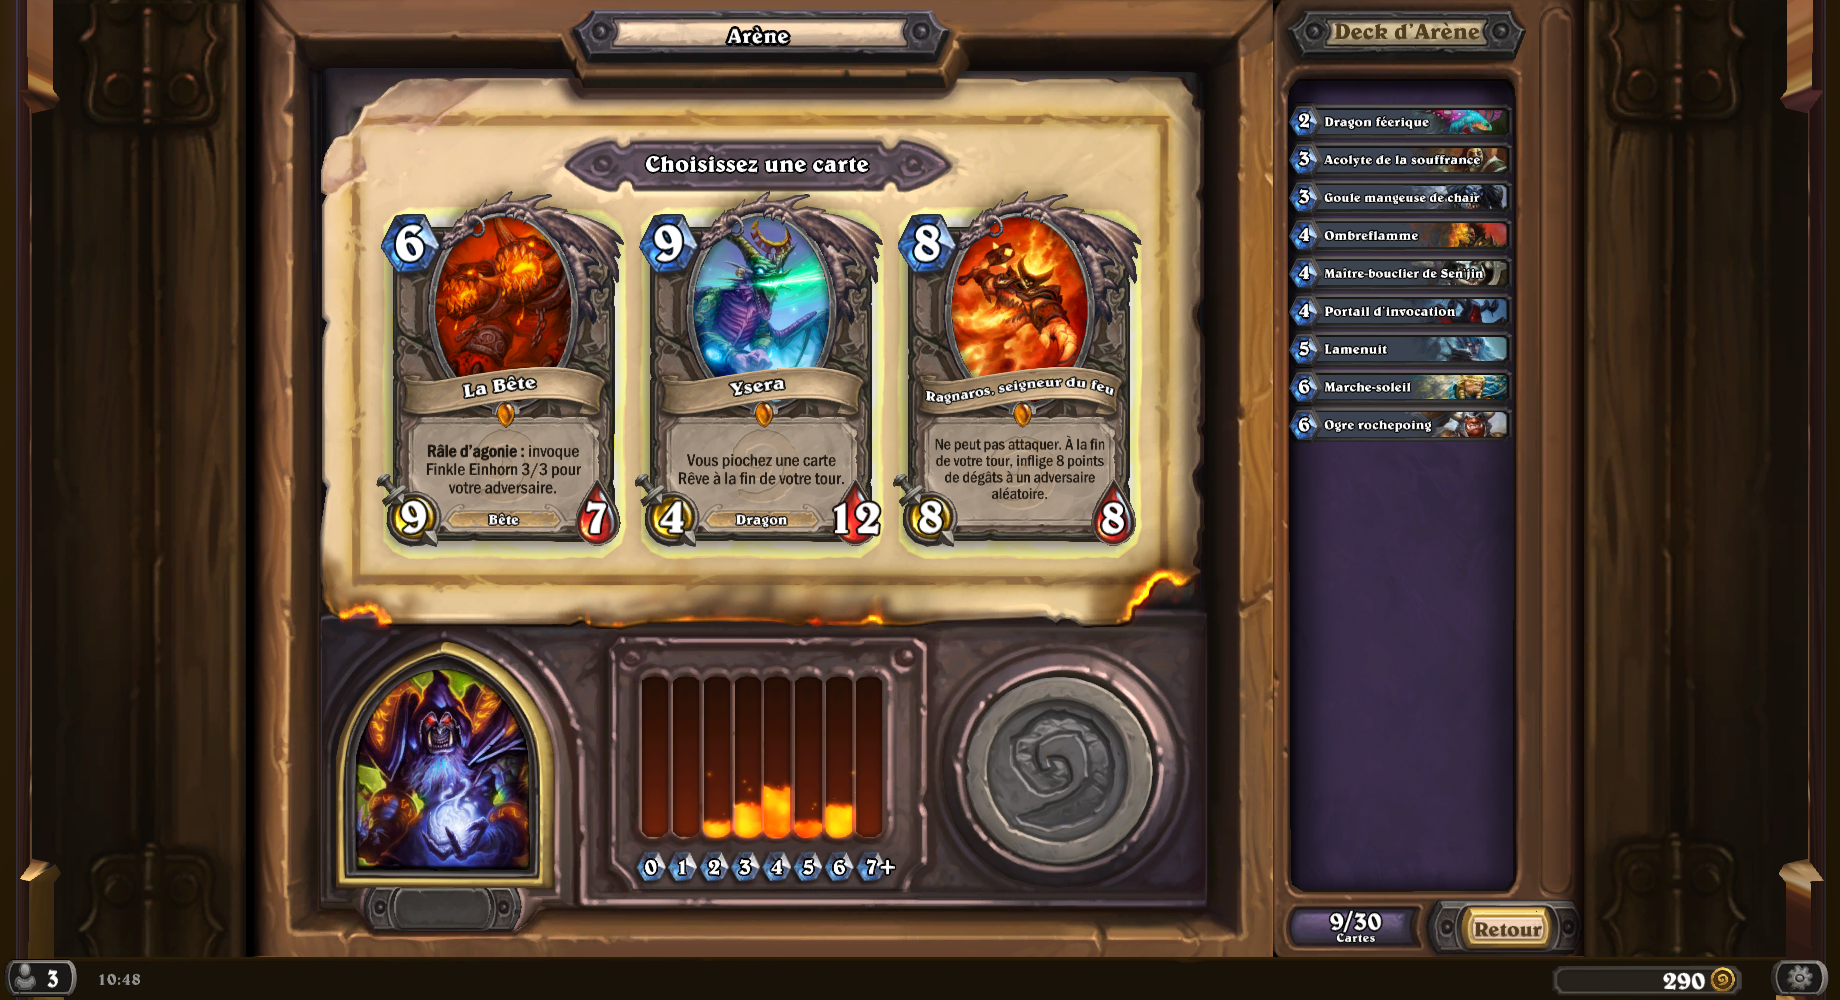 Arène
Deck d'Arène
Choisissez une carte
6
La Bête
Râle d'agonie : invoque
Finkle Einhorn 3/3 pour
votre adversaire.
9
Bête
7
9
Ysera
Vous piochez une carte
Rêve à la fin de votre tour.
4
Dragon
12
8
Ragnaros, seigneur du feu
Ne peut pas attaquer. À la fin
de votre tour, inflige 8 points
de dégâts à un adversaire
aléatoire.
8
8
2 Dragon féerique
3 Acolyte de la souffrance
3 Goule mangeuse de chair
4 Ombreflamme
4 Maître-bouclier de Sen'jin
4 Portail d'invocation
5 Lamenuit
6 Marche-soleil
6 Ogre rochepoing
0 1 2 3 4 5 6 7+
9/30
Cartes
Retour
3
10:48
290